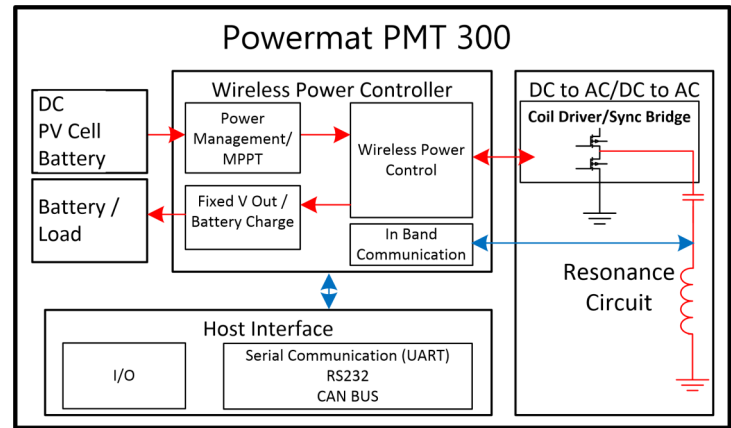 Powermat PMT 300
DC
PV Cell
Battery
Battery /
Load
Wireless Power Controller
Power
Management/
MPPT
Wireless Power
Control
Fixed V Out /
Battery Charge
In Band
Communication
DC to AC/DC to AC
Coil Driver/Sync Bridge
Resonance
Circuit
Host Interface
I/O
Serial Communication (UART)
RS232
CAN BUS